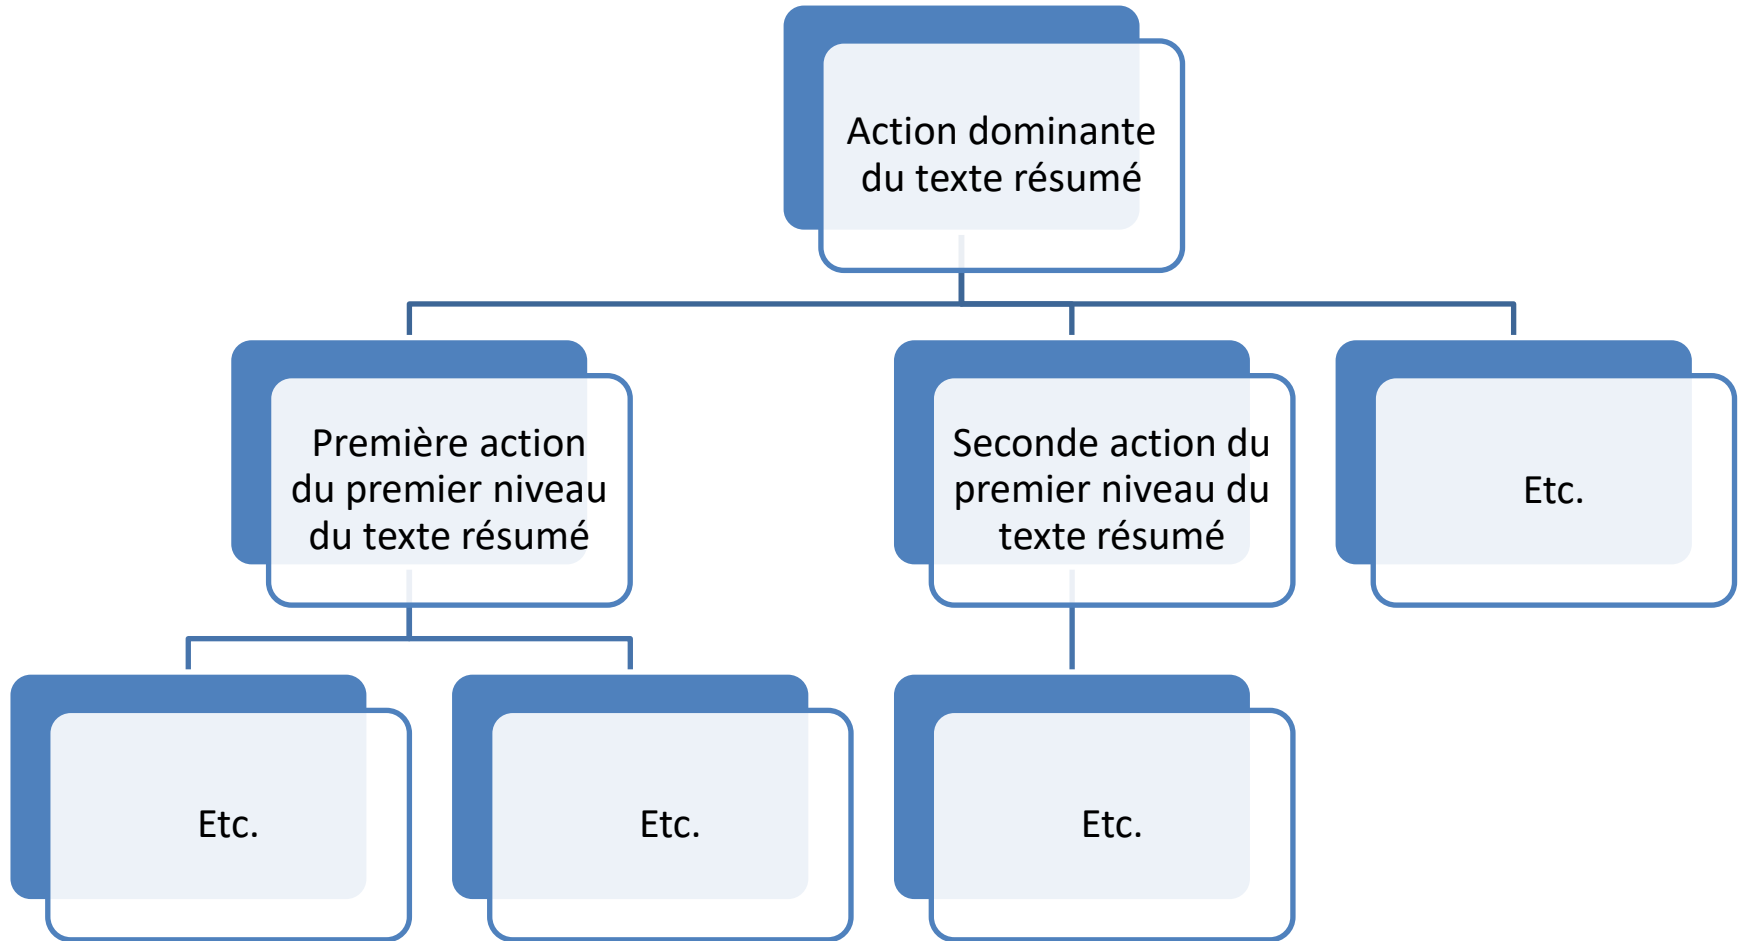 Action dominante
du texte résumé
Première action
du premier niveau
du texte résumé
Seconde action du
premier niveau du
texte résumé
Etc.
Etc.
Etc.
Etc.